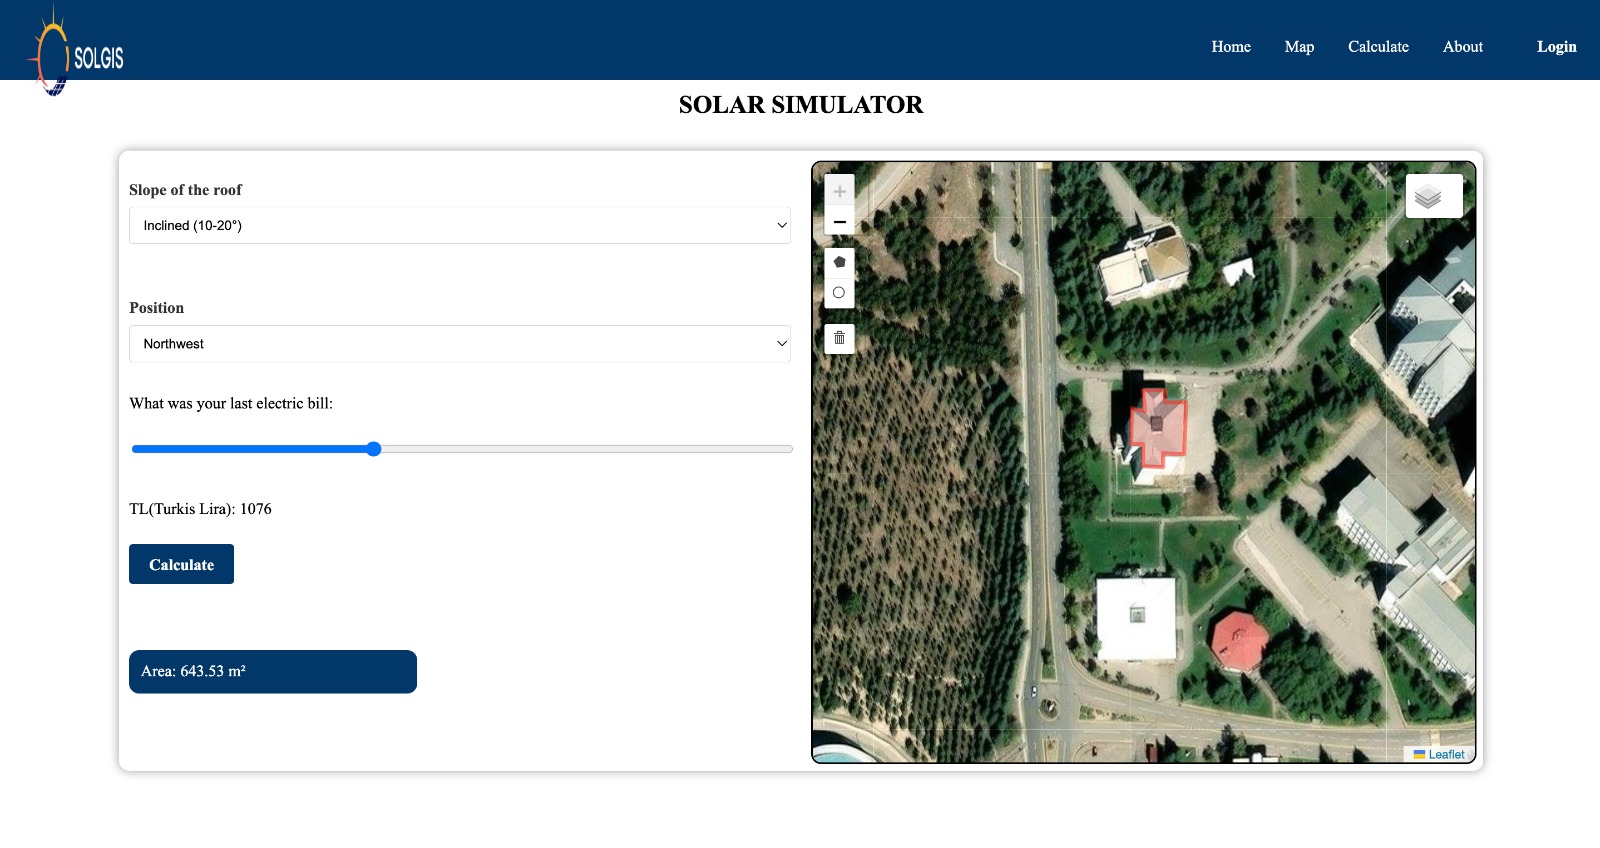 SOLGIS
Home Map Calculate About Login
SOLAR SIMULATOR
Slope of the roof
Inclined (10-20°)
Position
Northwest
What was your last electric bill:
TL(Turkis Lira): 1076
Calculate
Area: 643.53 m²
+
−
Leaflet